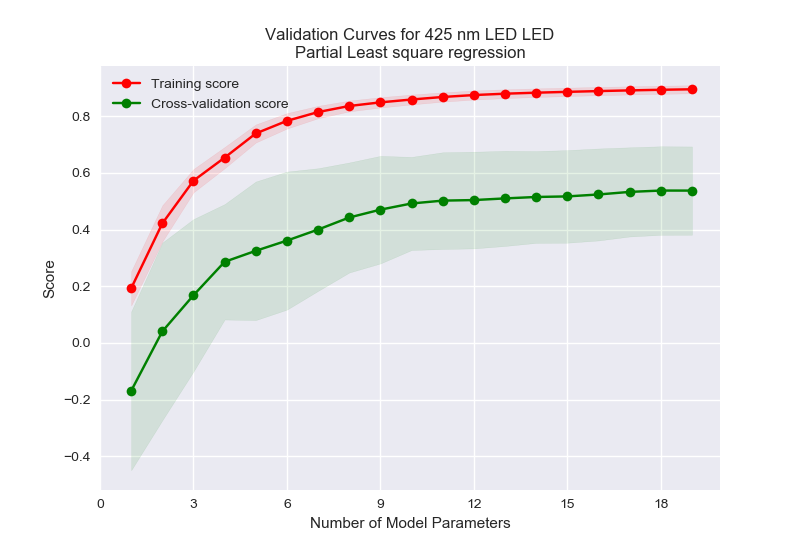 Validation Curves for 425 nm LED LED
Partial Least square regression
Training score
Cross-validation score
Score
0.8
0.6
0.4
0.2
0.0
−0.2
−0.4
0 3 6 9 12 15 18
Number of Model Parameters